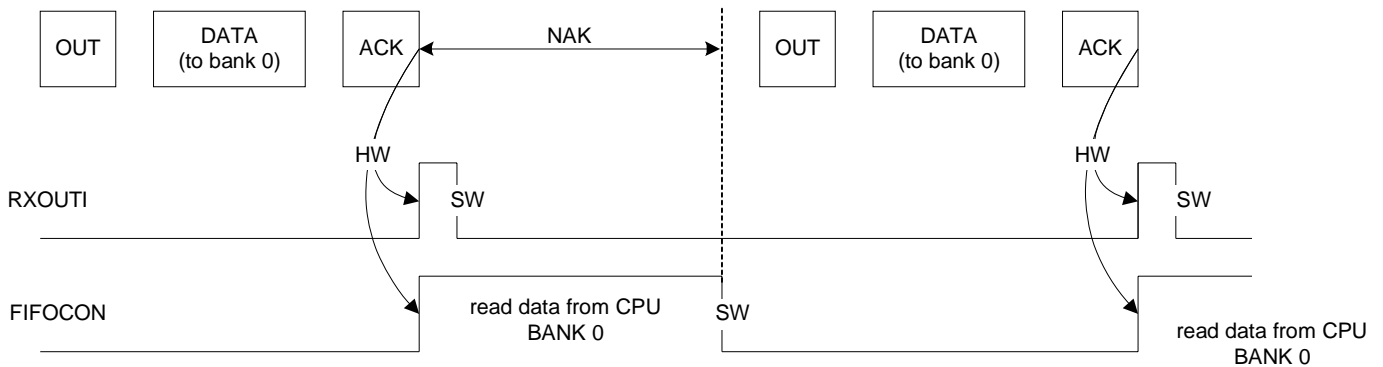 OUT
DATA
(to bank 0)
ACK
NAK
OUT
DATA
(to bank 0)
ACK
HW
HW
RXOUTI
SW
SW
FIFOCON
read data from CPU
BANK 0
SW
read data from CPU
BANK 0